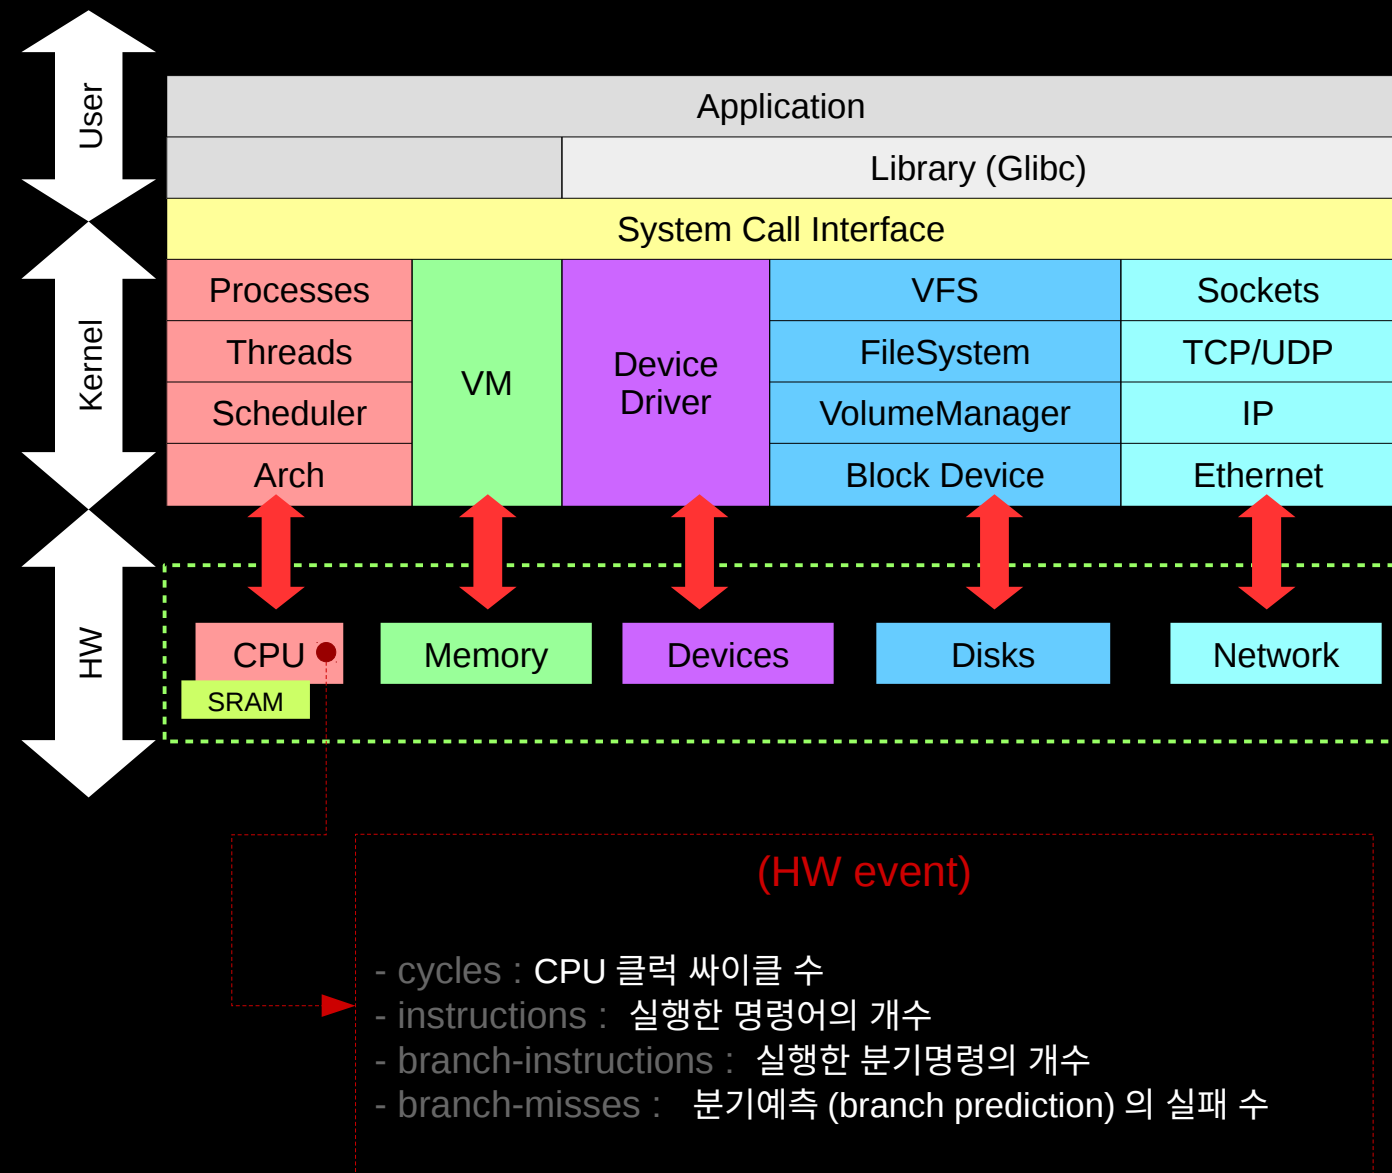 User
Application
Library (Glibc)
System Call Interface
Kernel
Processes
Threads
Scheduler
Arch
VM
Device
Driver
VFS
FileSystem
VolumeManager
Block Device
Sockets
TCP/UDP
IP
Ethernet
HW
CPU
SRAM
Memory
Devices
Disks
Network
(HW event)
- cycles : CPU 클럭 싸이클 수
- instructions : 실행한 명령어의 개수
- branch-instructions : 실행한 분기명령의 개수
- branch-misses : 분기예측 (branch prediction) 의 실패 수